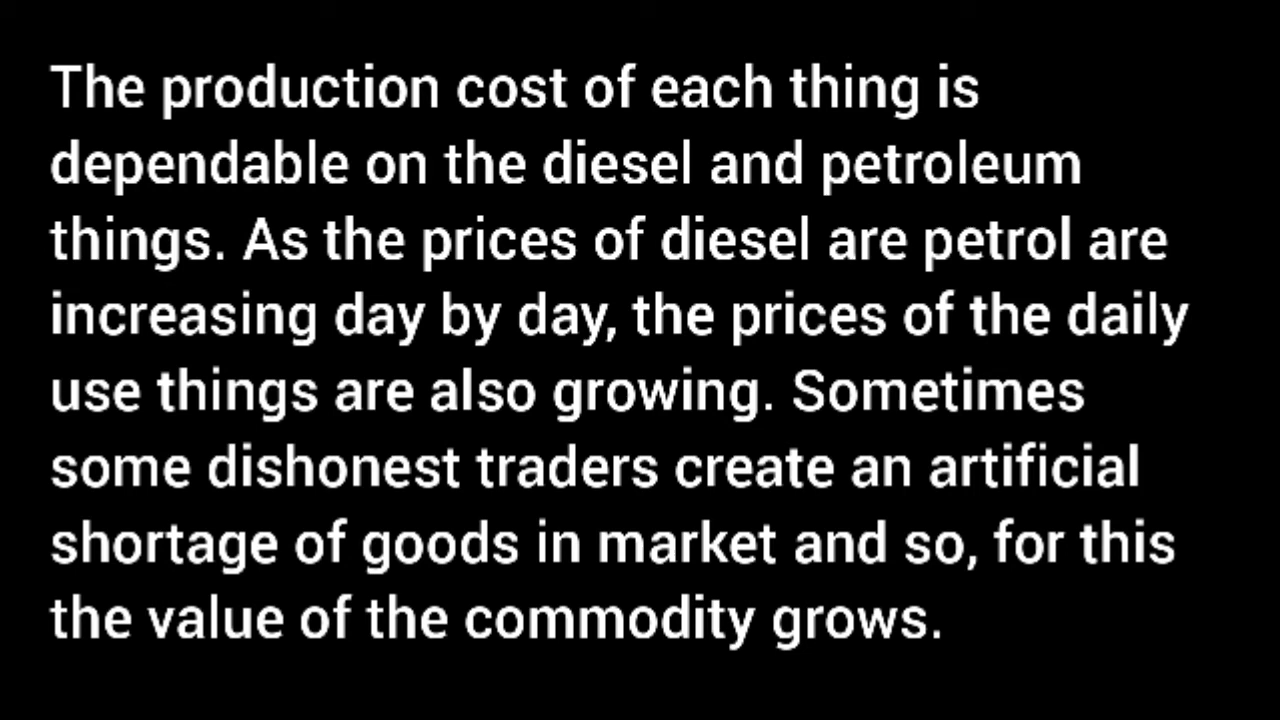 The production cost of each thing is
dependable on the diesel and petroleum
things. As the prices of diesel are petrol are
increasing day by day, the prices of the daily
use things are also growing. Sometimes
some dishonest traders create an artificial
shortage of goods in market and so, for this
the value of the commodity grows.